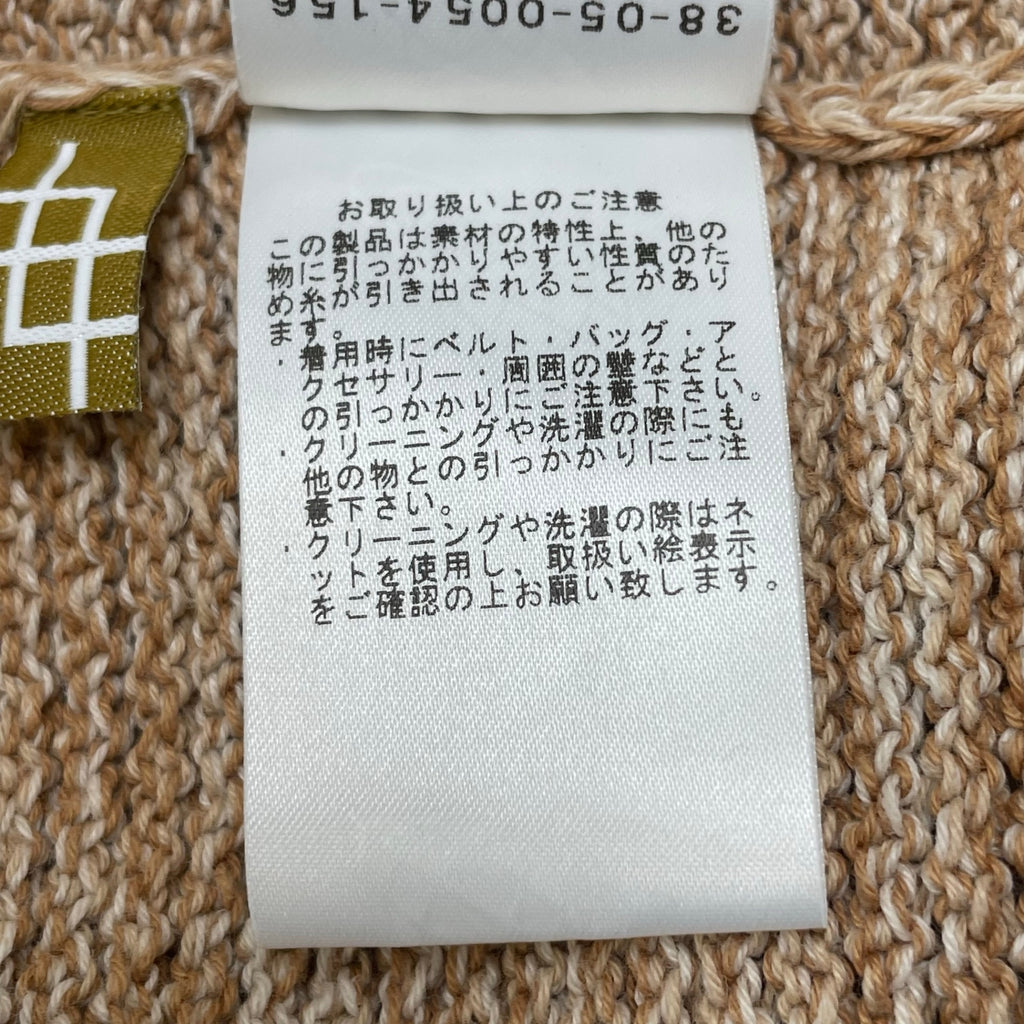 38-05-0054-156
お取り扱い上のご注意
・この製品は素材の特性上、他の
物に引っかかりやすい性質のた
め糸が引き出されることがあり
ます。
・着用時にベルト・バッグ・ア
クセサリー・周囲の壁などと
の引っかかりにご注意下さい。
・クリーニングや洗濯の際にも
他の物との引っかかりにご注
意下さい。
・クリーニングや洗濯の際はネ
ットを使用し、取扱い絵表示
をご確認の上お願い致します。